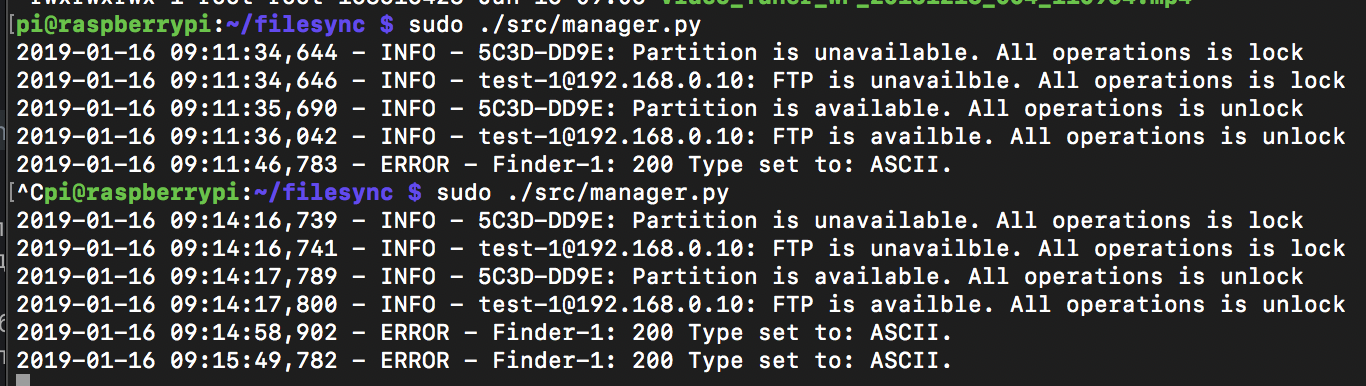 pi@raspberrypi:~/filesync $ sudo ./src/manager.py
2019-01-16 09:11:34,644 - INFO - 5C3D-DD9E: Partition is unavailable. All operations is lock
2019-01-16 09:11:34,646 - INFO - test-1@192.168.0.10: FTP is unavailble. All operations is lock
2019-01-16 09:11:35,690 - INFO - 5C3D-DD9E: Partition is available. All operations is unlock
2019-01-16 09:11:36,042 - INFO - test-1@192.168.0.10: FTP is availble. All operations is unlock
2019-01-16 09:11:46,783 - ERROR - Finder-1: 200 Type set to: ASCII.
^Cpi@raspberrypi:~/filesync $ sudo ./src/manager.py
2019-01-16 09:14:16,739 - INFO - 5C3D-DD9E: Partition is unavailable. All operations is lock
2019-01-16 09:14:16,741 - INFO - test-1@192.168.0.10: FTP is unavailble. All operations is lock
2019-01-16 09:14:17,789 - INFO - 5C3D-DD9E: Partition is available. All operations is unlock
2019-01-16 09:14:17,800 - INFO - test-1@192.168.0.10: FTP is availble. All operations is unlock
2019-01-16 09:14:58,902 - ERROR - Finder-1: 200 Type set to: ASCII.
2019-01-16 09:15:49,782 - ERROR - Finder-1: 200 Type set to: ASCII.